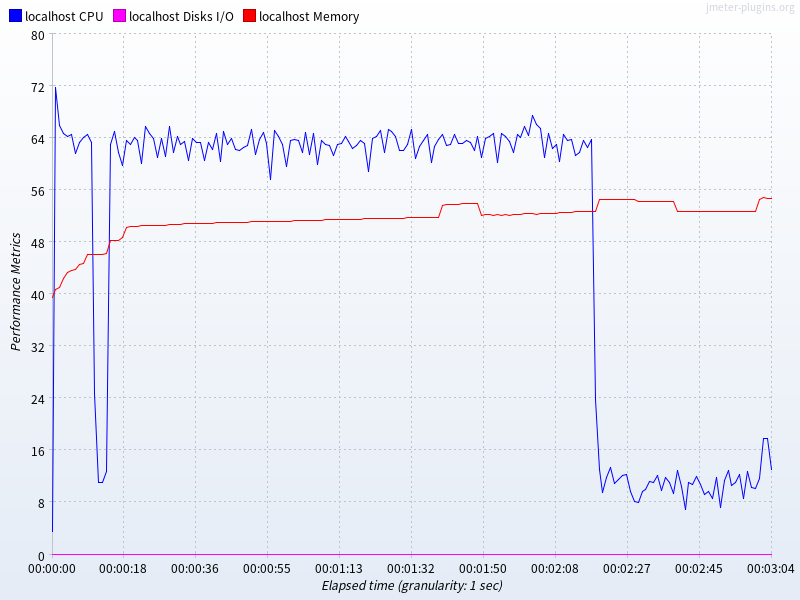 localhost CPU localhost Disks I/O localhost Memory
jmeter-plugins.org
80
72
64
56
48
40
32
24
16
8
0
Performance Metrics
00:00:00 00:00:18 00:00:36 00:00:55 00:01:13 00:01:32 00:01:50 00:02:08 00:02:27 00:02:45 00:03:04
Elapsed time (granularity: 1 sec)